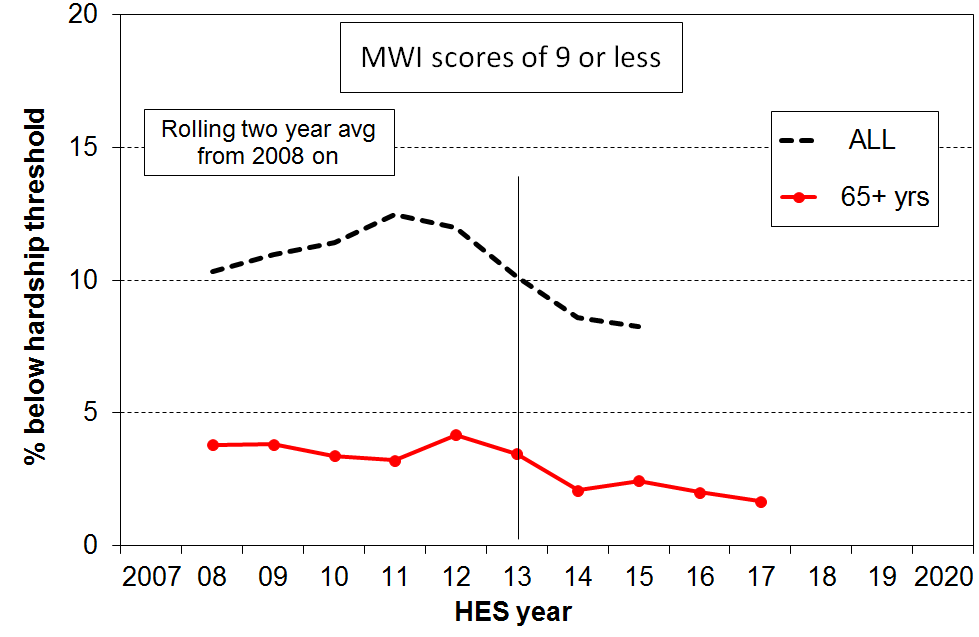 MWI scores of 9 or less
Rolling two year avg
from 2008 on
ALL
65+ yrs
% below hardship threshold
20
15
10
5
0
2007 08 09 10 11 12 13 14 15 16 17 18 19 2020
HES year